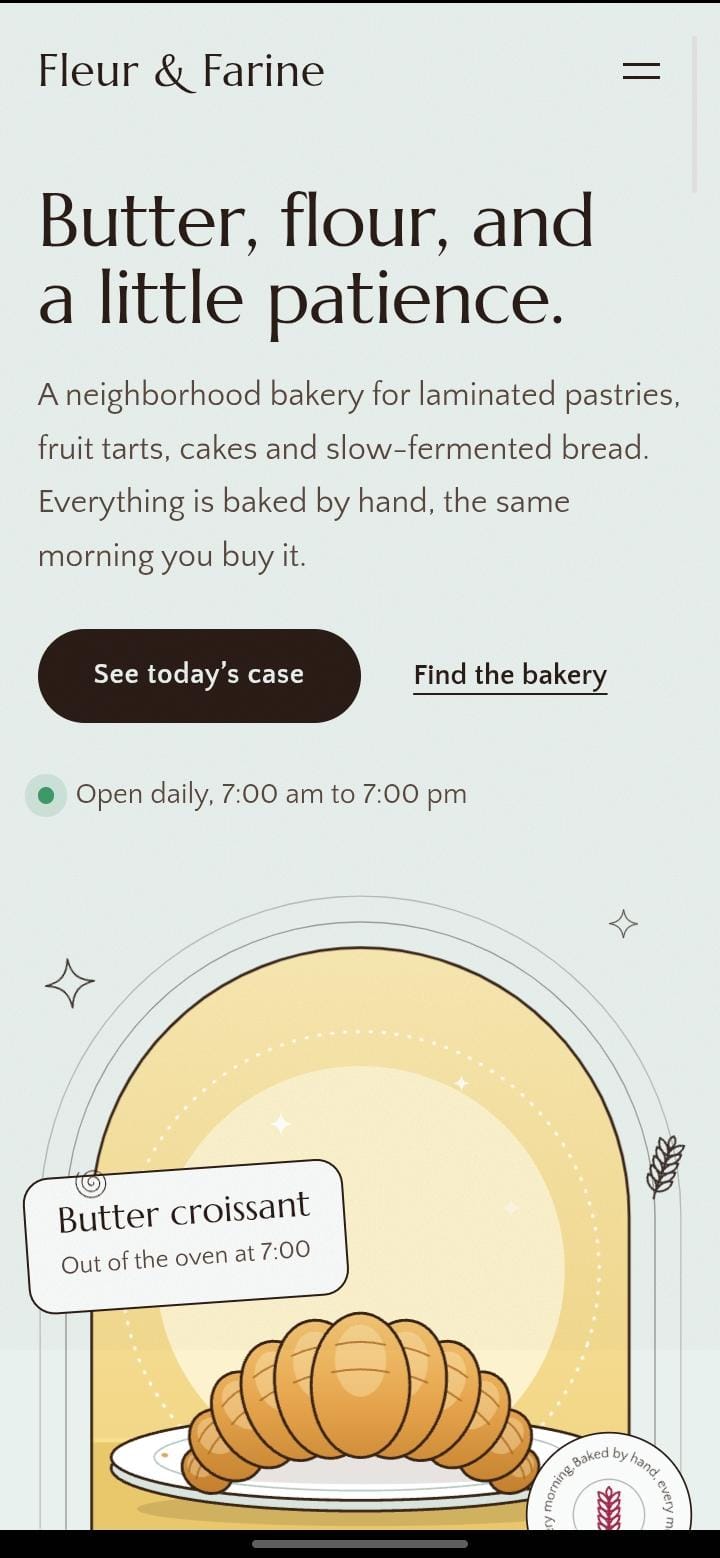 Fleur & Farine
Butter, flour, and
a little patience.
A neighborhood bakery for laminated pastries,
fruit tarts, cakes and slow-fermented bread.
Everything is baked by hand, the same
morning you buy it.
See today’s case
Find the bakery
Open daily, 7:00 am to 7:00 pm
Butter croissant
Out of the oven at 7:00
morning. Baked by hand, every